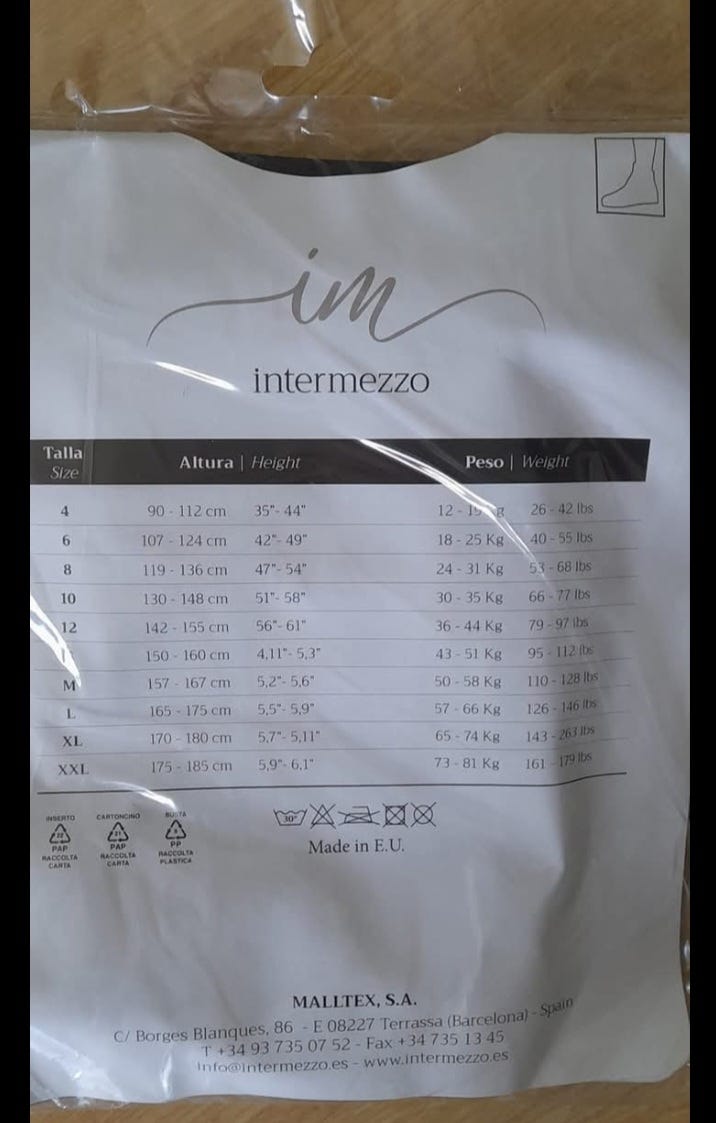 im
intermezzo
Talla Altura | Height Peso | Weight
Size
4 90 - 112 cm 35"- 44" 12 - 26 - 42 lbs
6 107 - 124 cm 42"- 49" 18 - 25 Kg 40 - 55 lbs
8 119 - 136 cm 47"- 54" 24 - 31 Kg 53 - 68 lbs
10 130 - 148 cm 51"- 58" 30 - 35 Kg 66 - 77 lbs
12 142 - 155 cm 56"- 61" 36 - 44 Kg 79 - 97 lbs
150 - 160 cm 4,11"- 5,3" 43 - 51 Kg 95 - 112 lbs
M 157 - 167 cm 5,2"- 5,6" 50 - 58 Kg 110 - 128 lbs
L 165 - 175 cm 5,5"- 5,9" 57 - 66 Kg 126 - 146 lbs
XL 170 - 180 cm 5,7"- 5,11" 65 - 74 Kg 143 - 263 lbs
XXL 175 - 185 cm 5,9"- 6,1" 73 - 81 Kg 161 - 179 lbs
INSERTO CARTONCINO BUSTA
22 21 5
PAP PAP PP
RACCOLTA RACCOLTA RACCOLTA
CARTA CARTA PLASTICA
30°
Made in E.U.
MALLTEX, S.A.
C/ Borges Blanques, 86 - E 08227 Terrassa (Barcelona) - Spain
T +34 93 735 07 52 - Fax +34 735 13 45
info@intermezzo.es - www.intermezzo.es